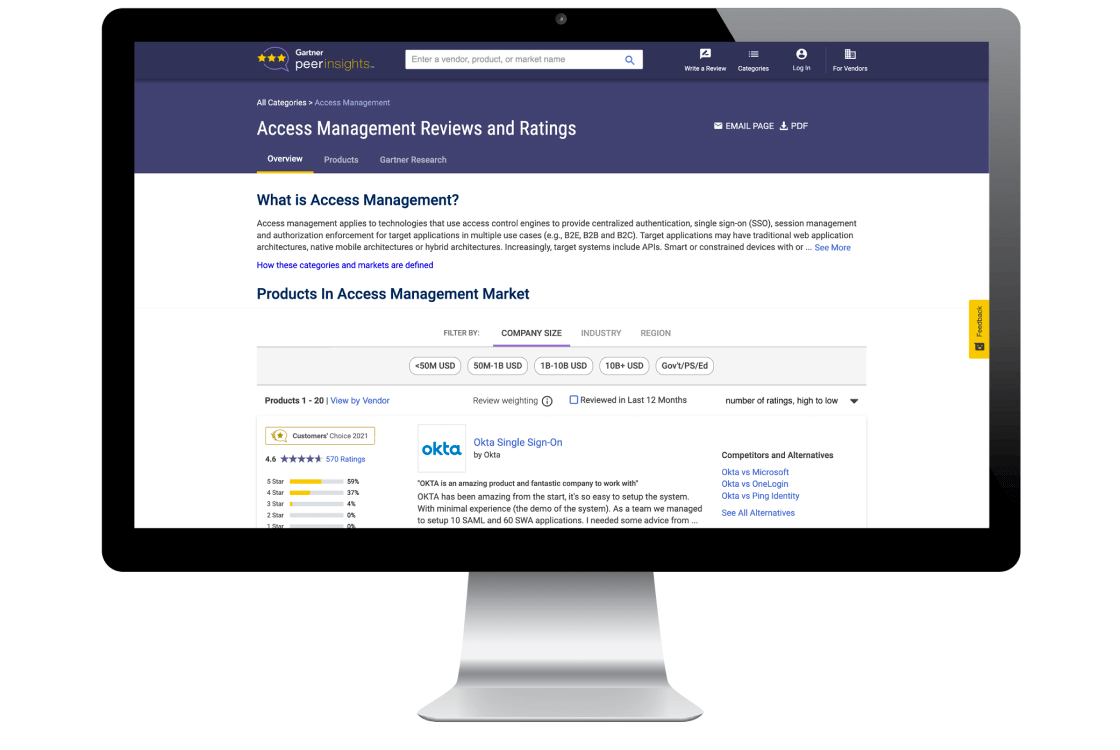 Gartner
peerinsights™
Enter a vendor, product, or market name
Write a Review
Categories
Log In
For Vendors
All Categories > Access Management
Access Management Reviews and Ratings
EMAIL PAGE
PDF
Overview
Products
Gartner Research
What is Access Management?
Access management applies to technologies that use access control engines to provide centralized authentication, single sign-on (SSO), session management
and authorization enforcement for target applications in multiple use cases (e.g., B2E, B2B and B2C). Target applications may have traditional web application
architectures, native mobile architectures or hybrid architectures. Increasingly, target systems include APIs. Smart or constrained devices with or ... See More
How these categories and markets are defined
Products In Access Management Market
Feedback
FILTER BY:
COMPANY SIZE
INDUSTRY
REGION
<50M USD
50M-1B USD
1B-10B USD
10B+ USD
Gov't/PS/Ed
Products 1 - 20 | View by Vendor
Review weighting
Reviewed in Last 12 Months
number of ratings, high to low
Customers' Choice 2021
4.6
570 Ratings
5 Star 59%
4 Star 37%
3 Star 4%
2 Star 0%
1 Star 0%
okta
Okta Single Sign-On
by Okta
"OKTA is an amazing product and fantastic company to work with"
OKTA has been amazing from the start, it's so easy to setup the system.
With minimal experience (the demo of the system). As a team we managed
to setup 10 SAML and 60 SWA applications. I needed some advice from ...
Competitors and Alternatives
Okta vs Microsoft
Okta vs OneLogin
Okta vs Ping Identity
See All Alternatives